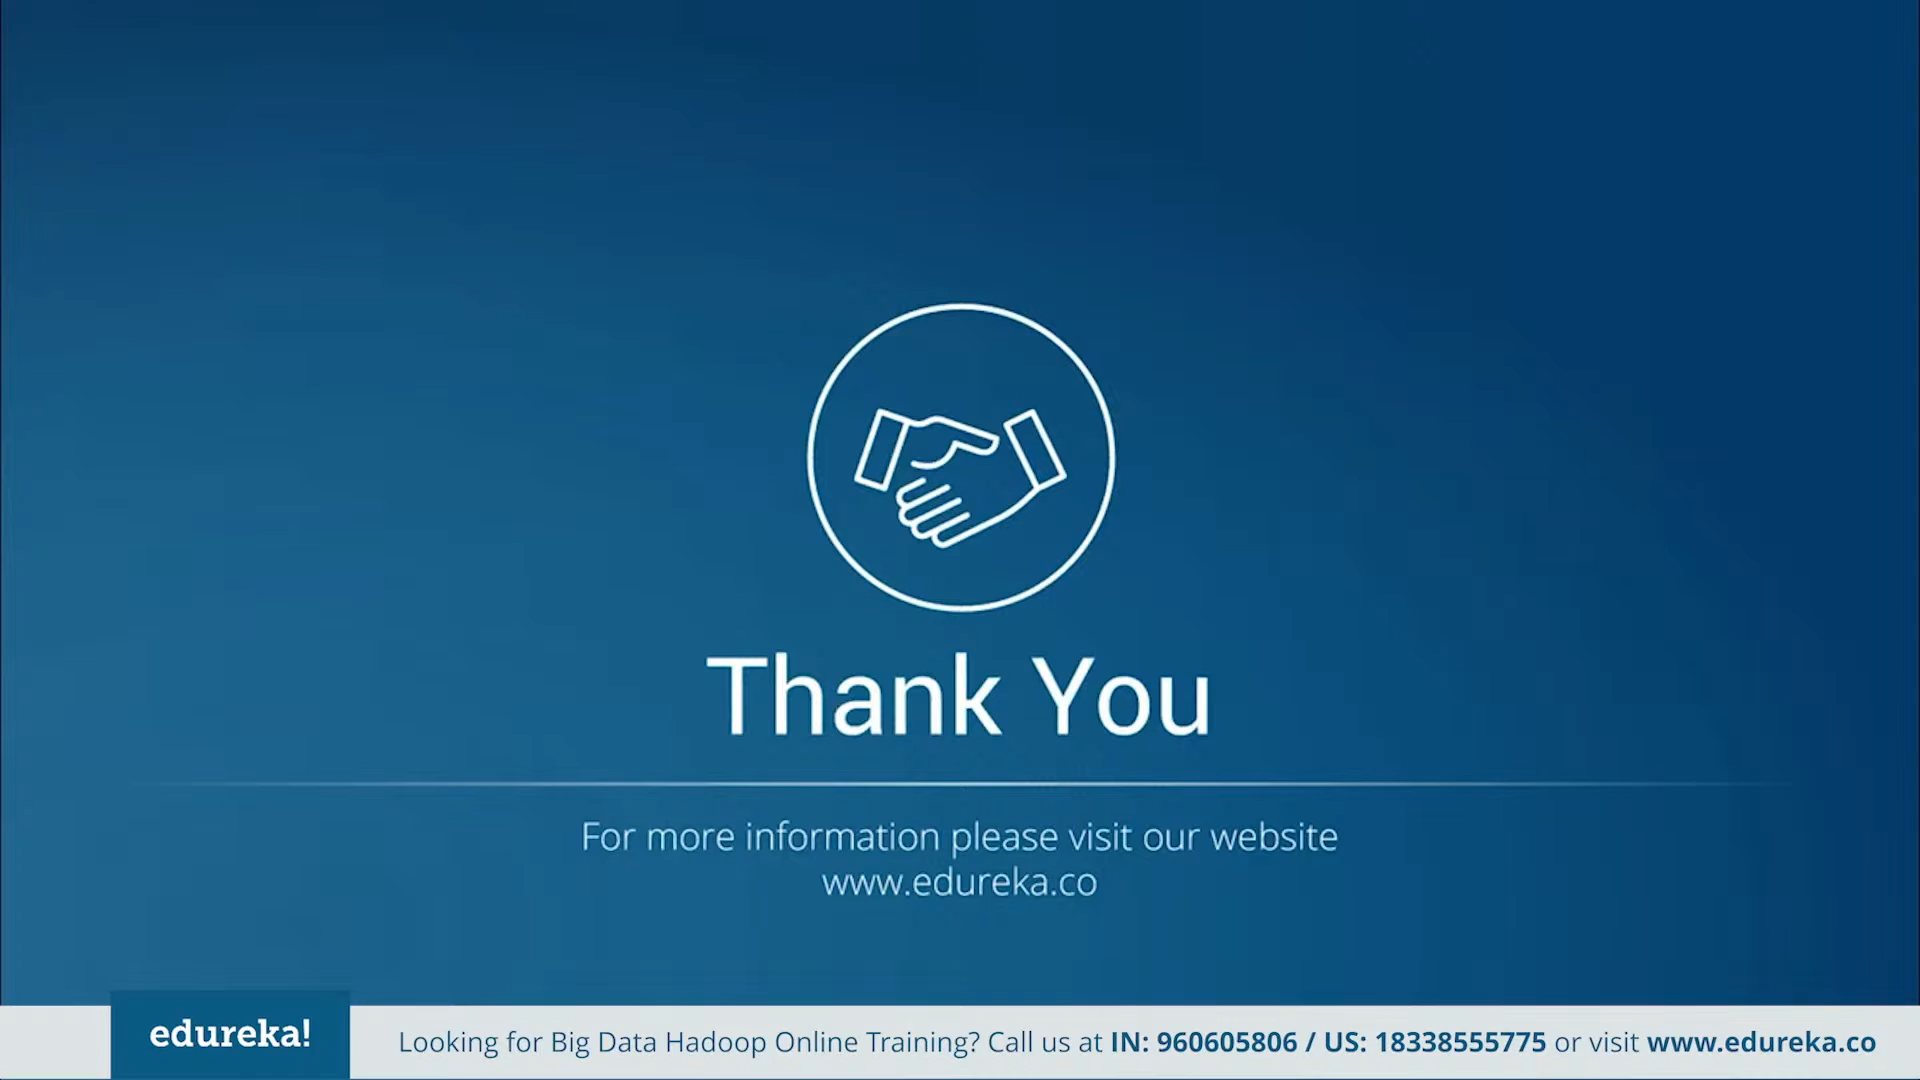 Thank You
For more information please visit our website
www.edureka.co
edureka!
Looking for Big Data Hadoop Online Training? Call us at IN: 960605806 / US: 18338555775 or visit www.edureka.co